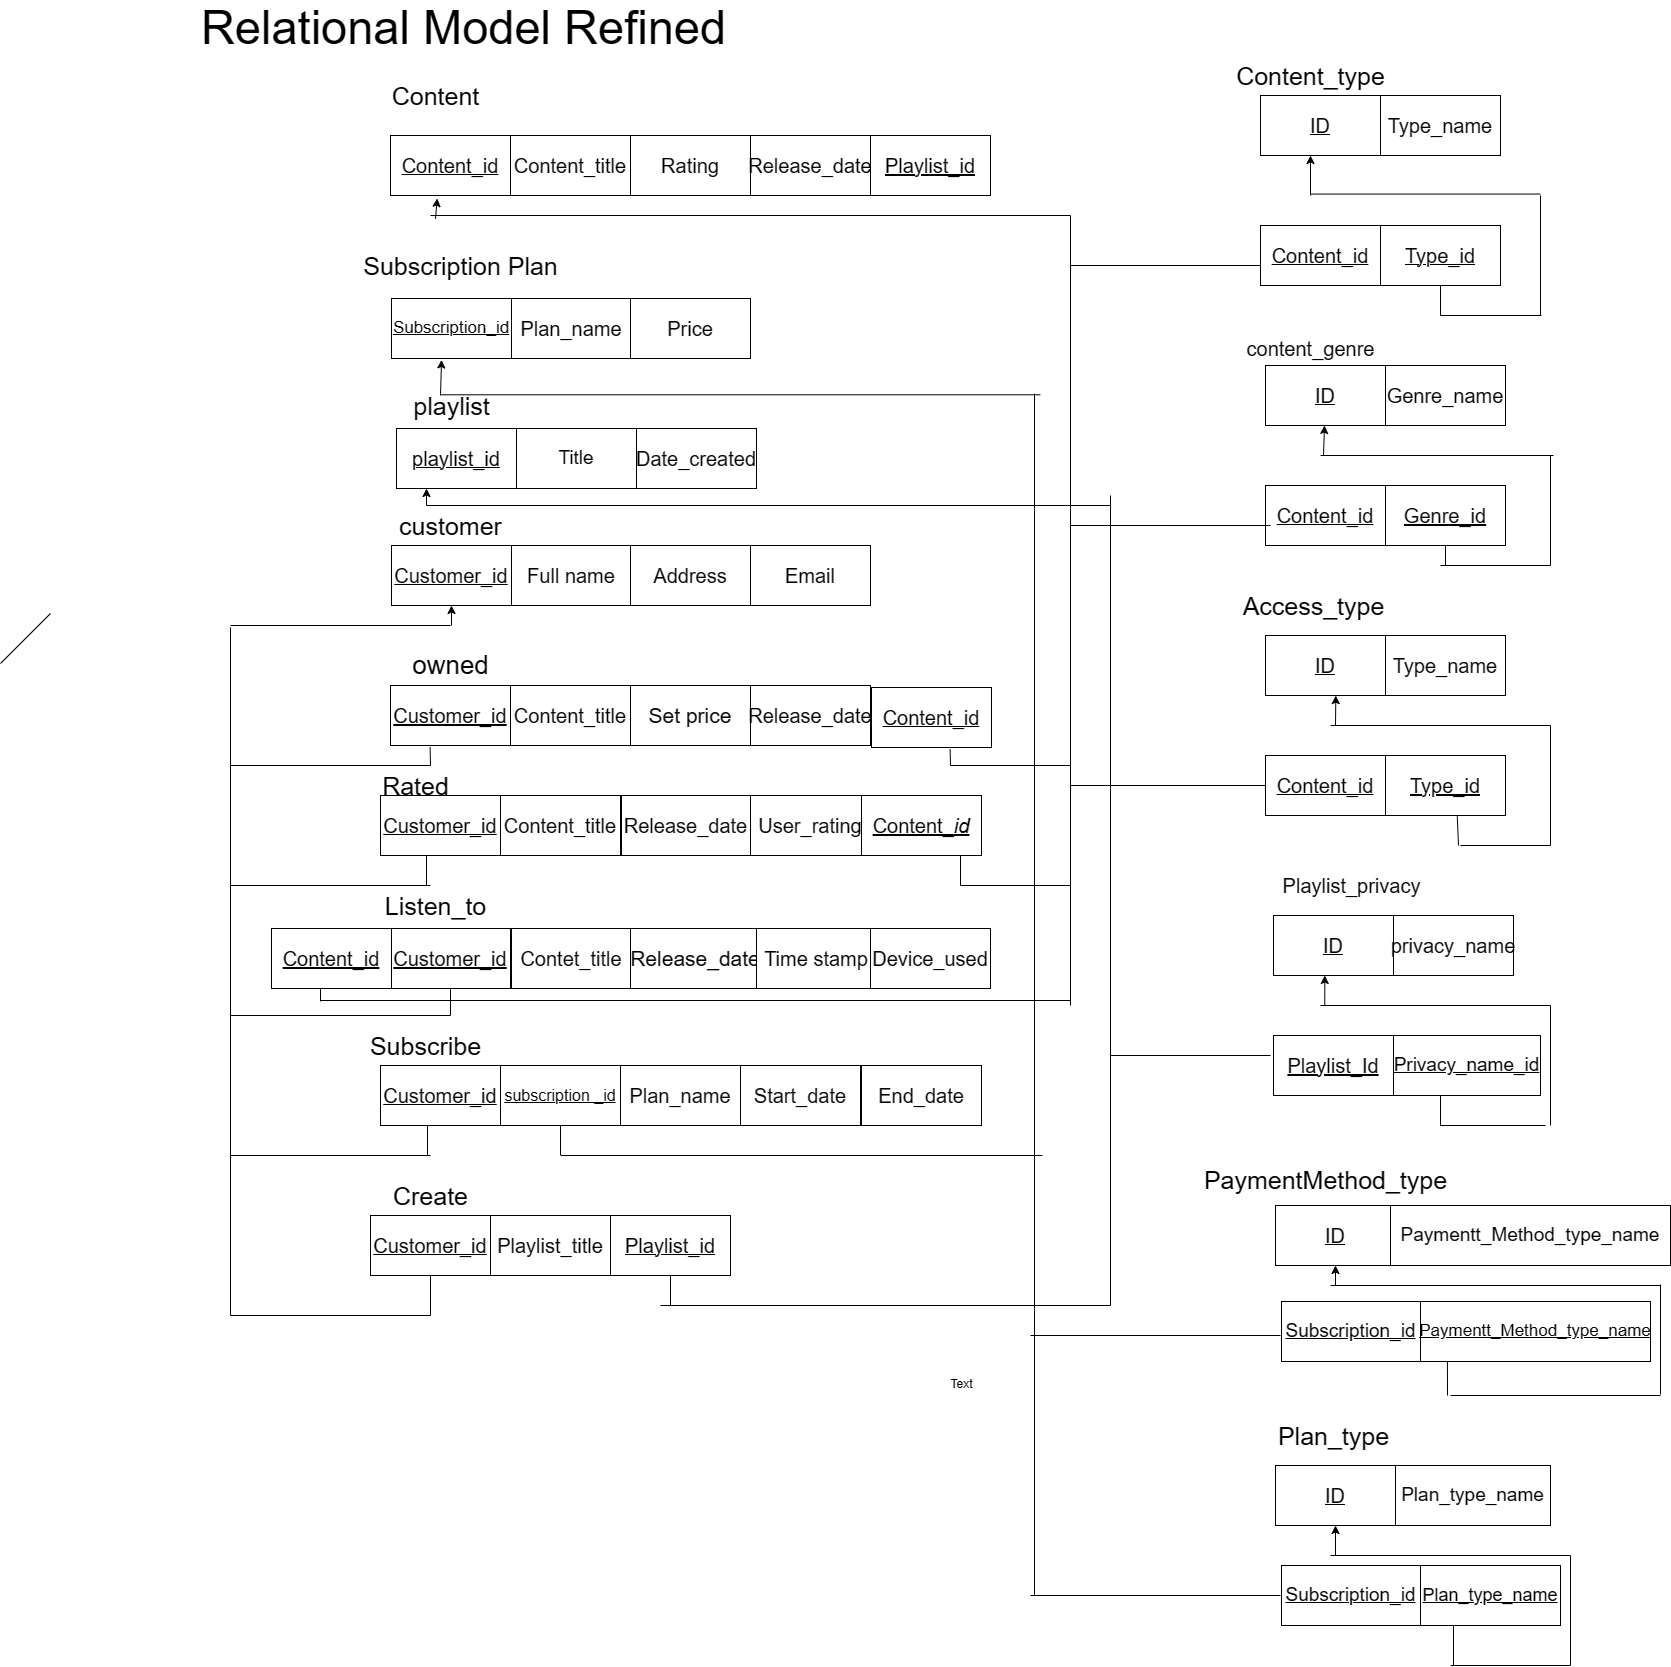 Relational Model Refined
Content
Content_id Content_title Rating Release_date Playlist_id
Subscription Plan
Subscription_id Plan_name Price
playlist
playlist_id Title Date_created
customer
Customer_id Full name Address Email
owned
Customer_id Content_title Set price Release_date Content_id
Rated
Customer_id Content_title Release_date User_rating Content_id
Listen_to
Content_id Customer_id Contet_title Release_date Time stamp Device_used
Subscribe
Customer_id subscription _id Plan_name Start_date End_date
Create
Customer_id Playlist_title Playlist_id
Text
Content_type
ID Type_name
Content_id Type_id
content_genre
ID Genre_name
Content_id Genre_id
Access_type
ID Type_name
Content_id Type_id
Playlist_privacy
ID privacy_name
Playlist_Id Privacy_name_id
PaymentMethod_type
ID Paymentt_Method_type_name
Subscription_id Paymentt_Method_type_name
Plan_type
ID Plan_type_name
Subscription_id Plan_type_name